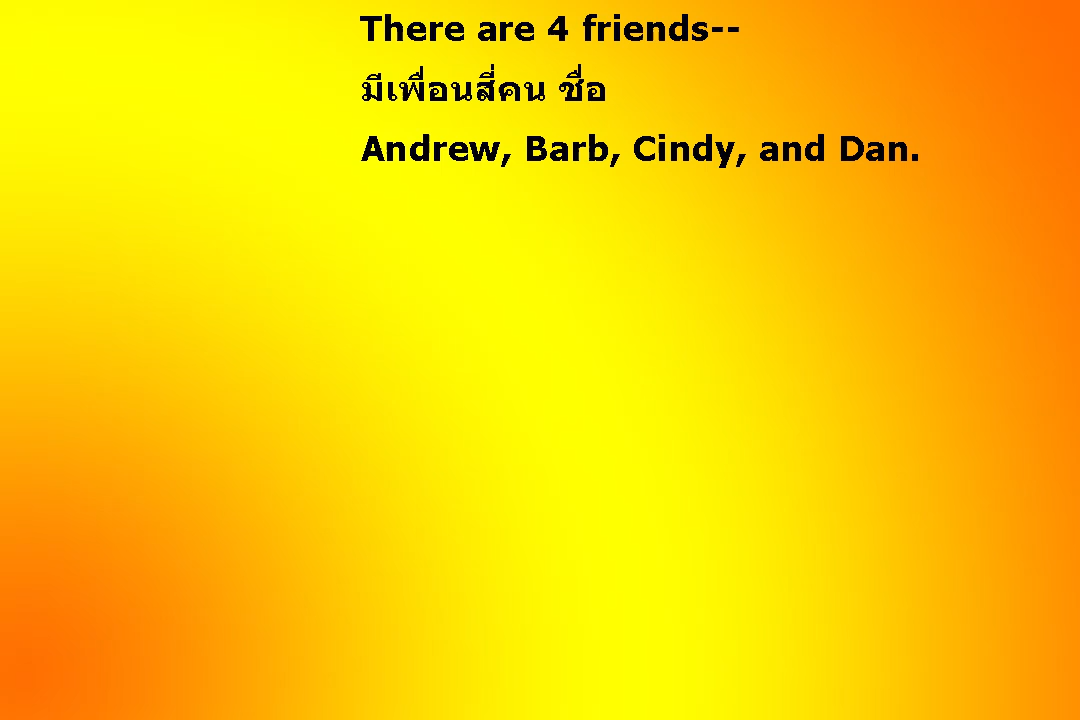 There are 4 friends--
มีเพื่อนสี่คน ชื่อ
Andrew, Barb, Cindy, and Dan.